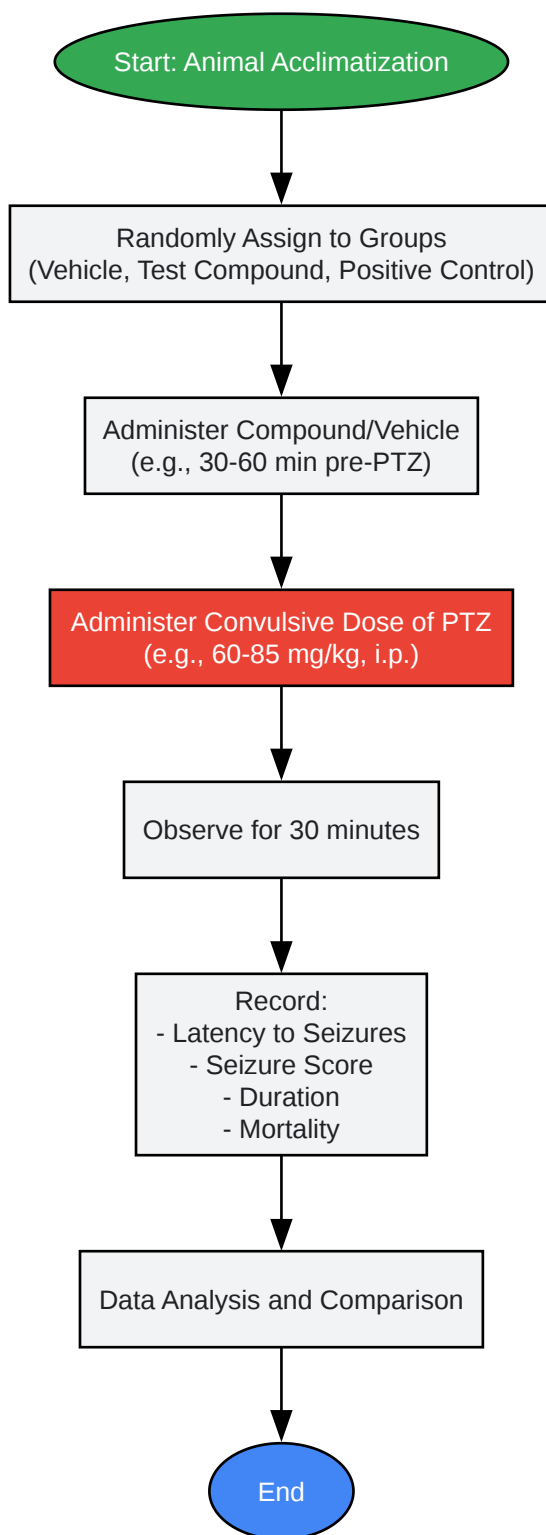 Start: Animal Acclimatization
Randomly Assign to Groups
(Vehicle, Test Compound, Positive Control)
Administer Compound/Vehicle
(e.g., 30-60 min pre-PTZ)
Administer Convulsive Dose of PTZ
(e.g., 60-85 mg/kg, i.p.)
Observe for 30 minutes
Record:
- Latency to Seizures
- Seizure Score
- Duration
- Mortality
Data Analysis and Comparison
End